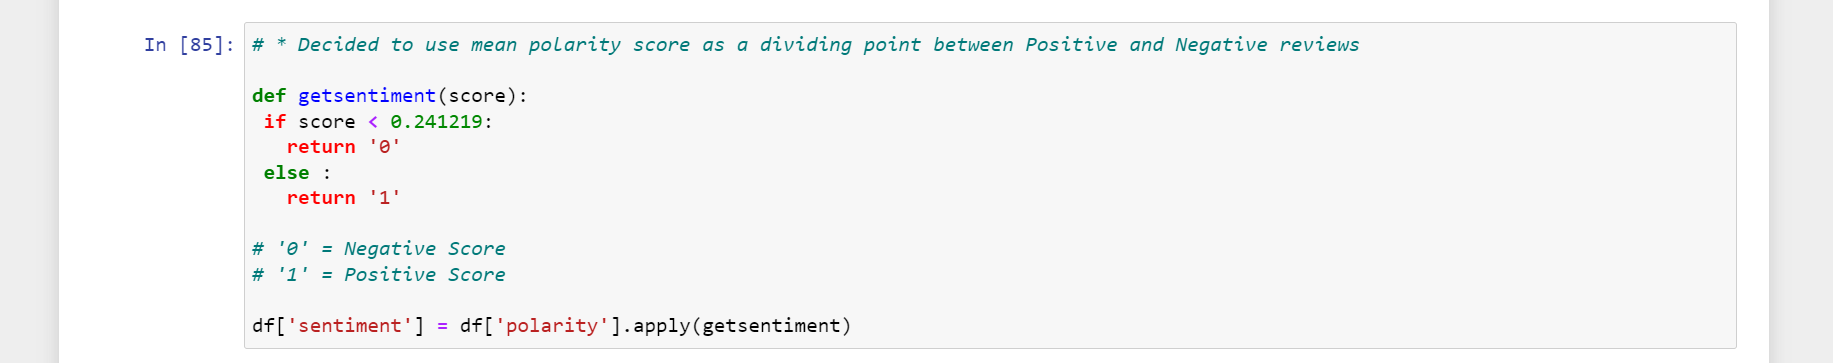 In [85]: # * Decided to use mean polarity score as a dividing point between Positive and Negative reviews
def getsentiment(score):
 if score < 0.241219:
   return '0'
 else :
   return '1'
# '0' = Negative Score
# '1' = Positive Score
df['sentiment'] = df['polarity'].apply(getsentiment)